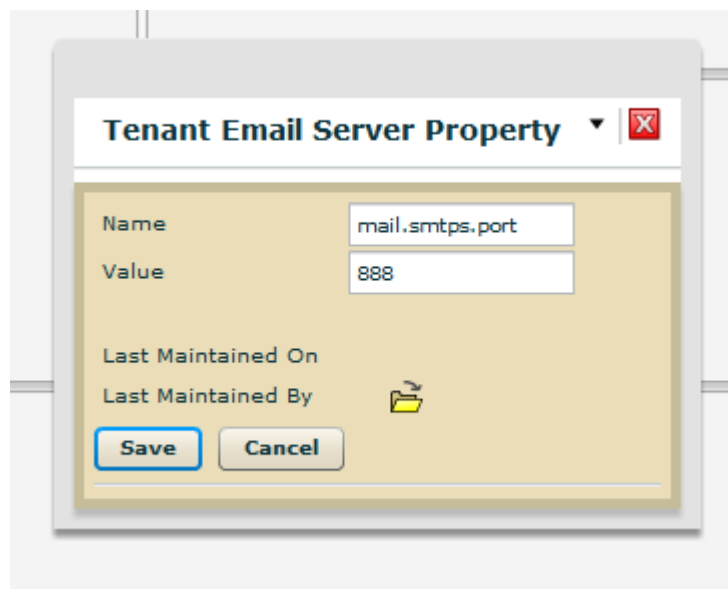 Tenant Email Server Property
Name mail.smtps.port
Value 888
Last Maintained On
Last Maintained By
Save Cancel